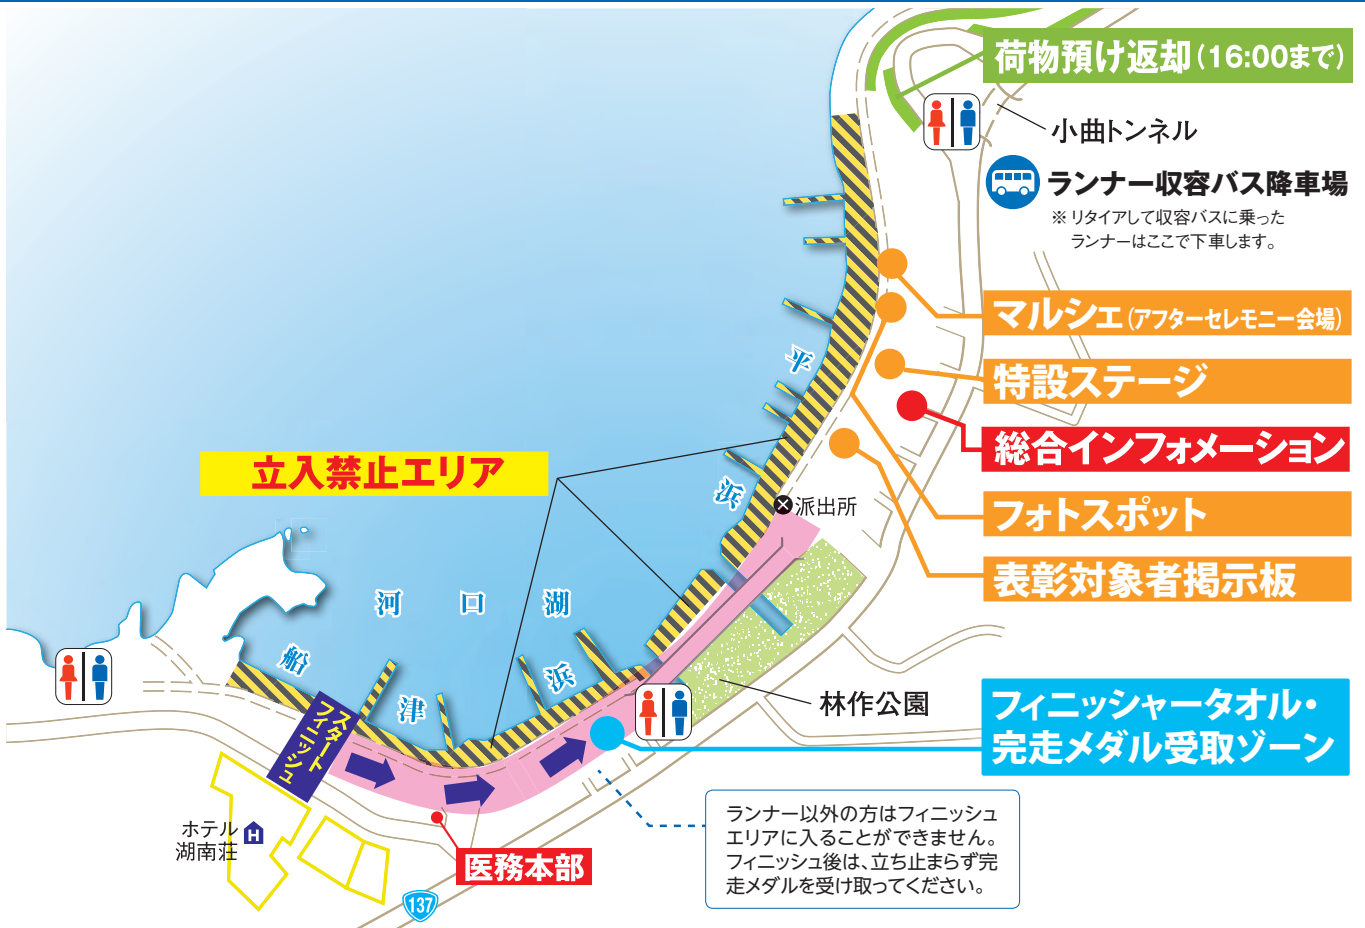 荷物預け返却(16:00まで)
小曲トンネル
ランナー収容バス降車場
※リタイアして収容バスに乗った
ランナーはここで下車します。
マルシェ(アフターセレモニー会場)
特設ステージ
総合インフォメーション
フォトスポット
表彰対象者掲示板
平
浜
立入禁止エリア
派出所
河口湖
船
津
浜
スタート
フィニッシュ
林作公園
フィニッシャータオル・
完走メダル受取ゾーン
ランナー以外の方はフィニッシュ
エリアに入ることができません。
フィニッシュ後は、立ち止まらず完
走メダルを受け取ってください。
ホテル
湖南荘
H
医務本部
137